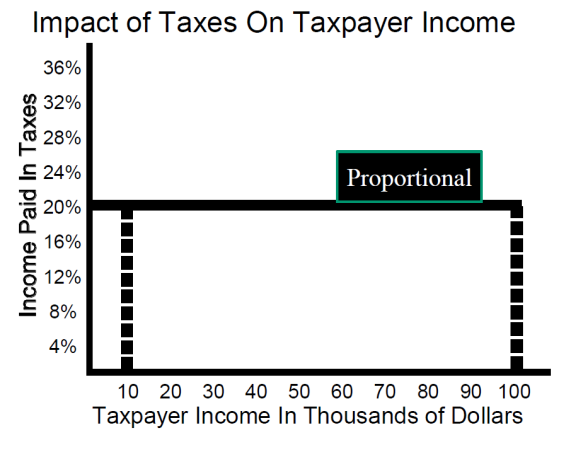 Impact of Taxes On Taxpayer Income
Income Paid In Taxes
36%
32%
28%
24%
20%
16%
12%
8%
4%
Proportional
10 20 30 40 50 60 70 80 90 100
Taxpayer Income In Thousands of Dollars